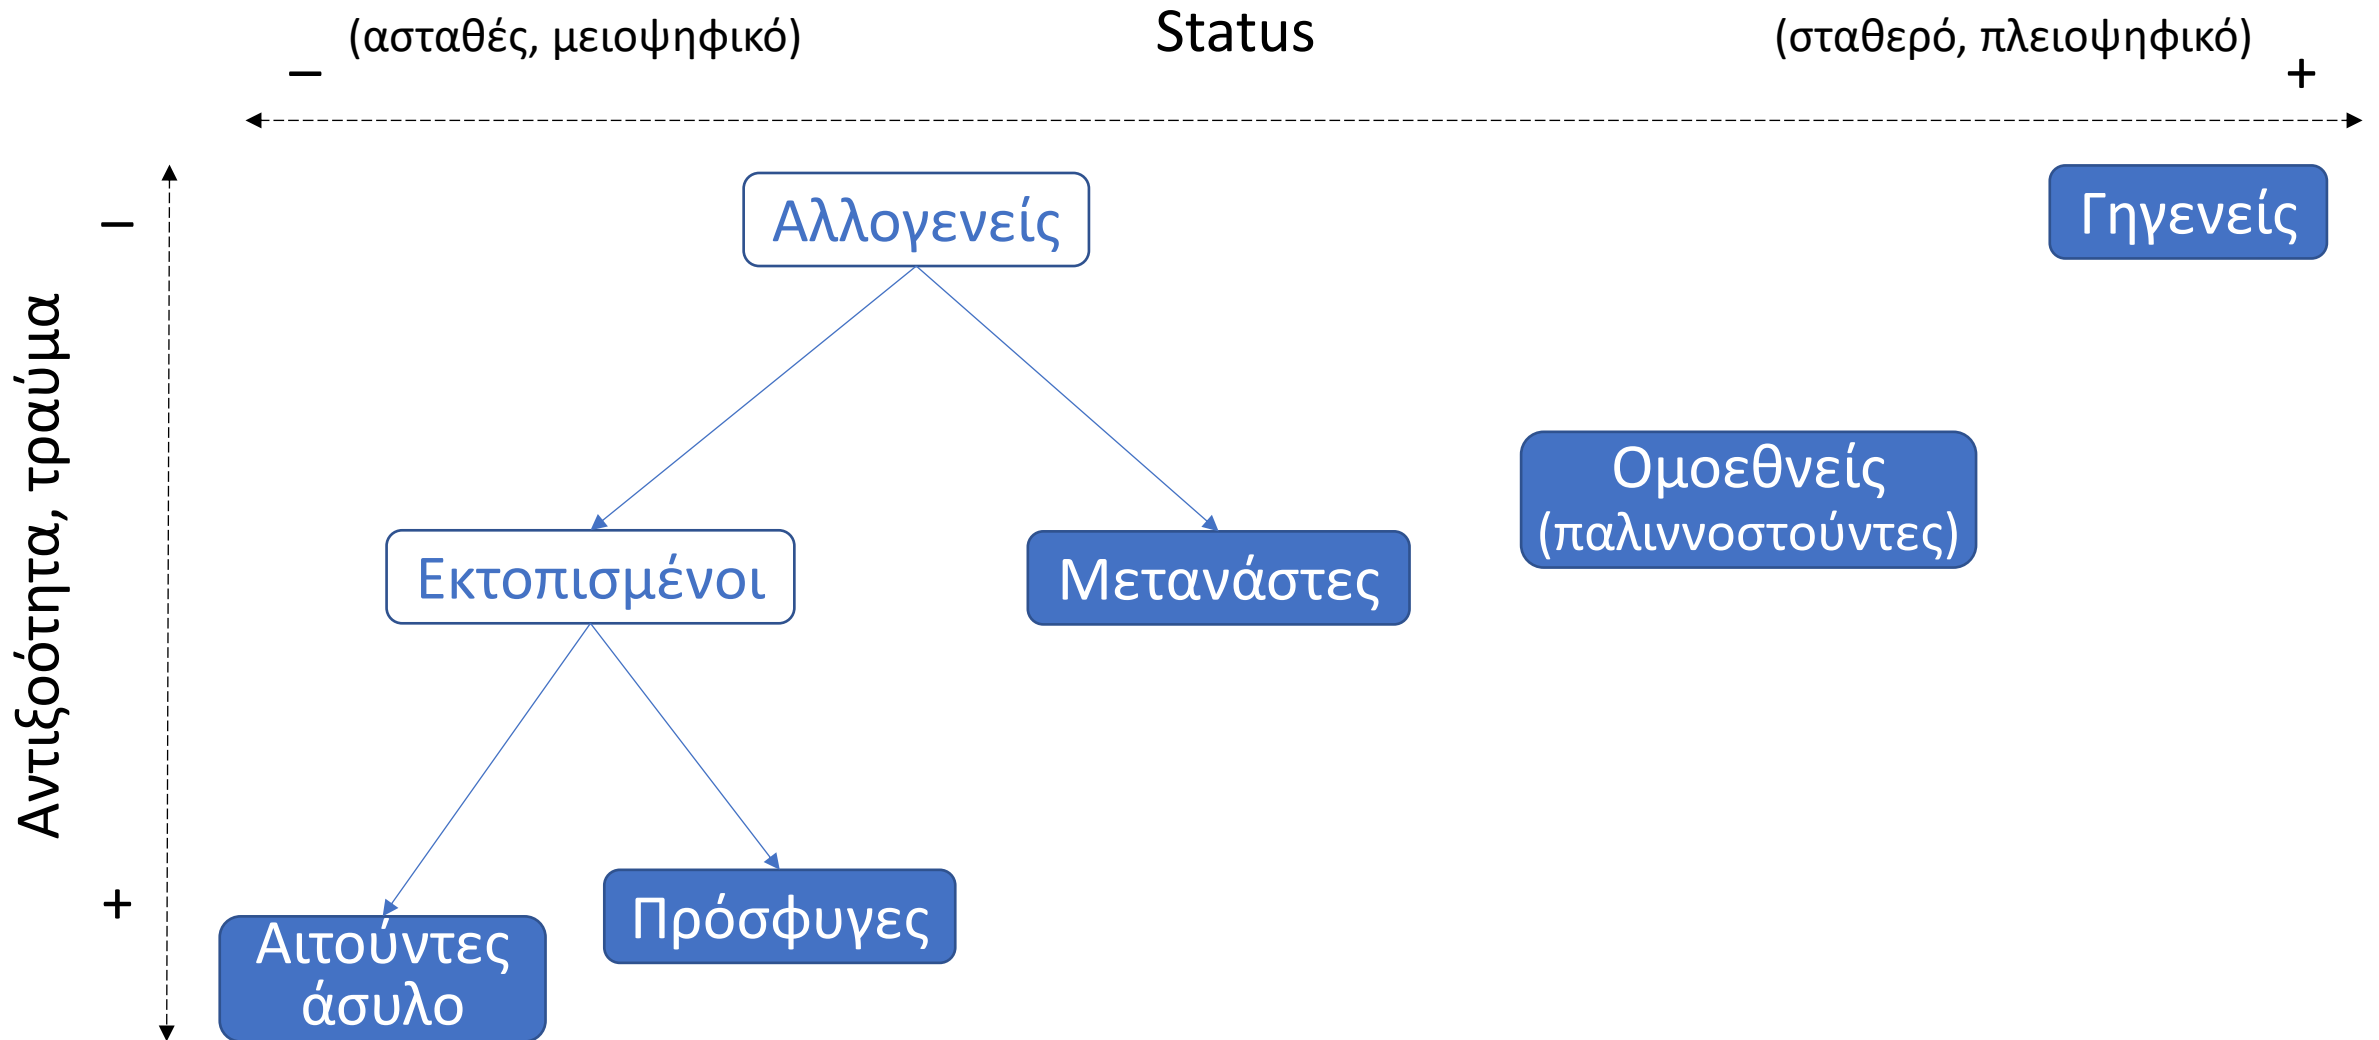 (ασταθές, μειοψηφικό)
Status
(σταθερό, πλειοψηφικό)
–
+
Αλλογενείς
Γηγενείς
–
Αντιξοότητα, τραύμα
Ομοεθνείς
(παλιννοστούντες)
Εκτοπισμένοι
Μετανάστες
+
Πρόσφυγες
Αιτούντες
άσυλο